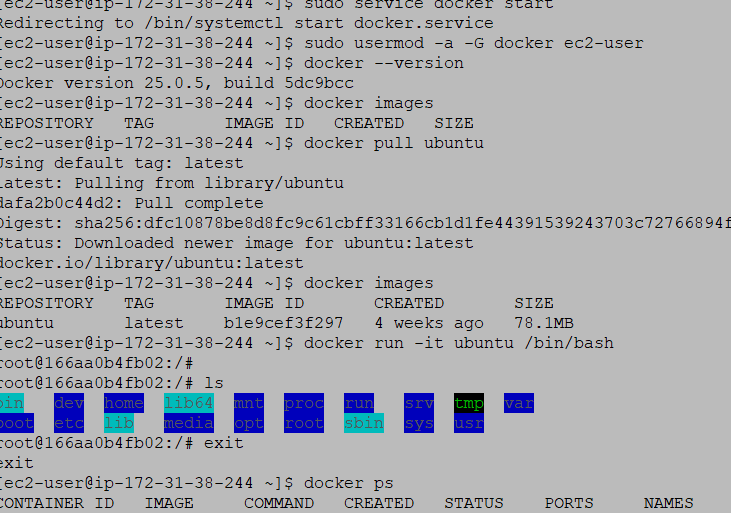 sudo service docker start
Redirecting to /bin/systemctl start docker.service
[ec2-user@ip-172-31-38-244 ~]$ sudo usermod -a -G docker ec2-user
[ec2-user@ip-172-31-38-244 ~]$ docker --version
Docker version 25.0.5, build 5dc9bcc
[ec2-user@ip-172-31-38-244 ~]$ docker images
REPOSITORY   TAG       IMAGE ID   CREATED   SIZE
[ec2-user@ip-172-31-38-244 ~]$ docker pull ubuntu
Using default tag: latest
latest: Pulling from library/ubuntu
dafa2b0c44d2: Pull complete
Digest: sha256:dfc10878be8d8fc9c61cbff33166cb1d1fe44391539243703c72766894f
Status: Downloaded newer image for ubuntu:latest
docker.io/library/ubuntu:latest
[ec2-user@ip-172-31-38-244 ~]$ docker images
REPOSITORY   TAG       IMAGE ID       CREATED       SIZE
ubuntu       latest    b1e9cef3f297   4 weeks ago   78.1MB
[ec2-user@ip-172-31-38-244 ~]$ docker run -it ubuntu /bin/bash
root@166aa0b4fb02:/#
root@166aa0b4fb02:/# ls
bin   dev  home  lib64  mnt  proc  run   srv  tmp  var
boot  etc  lib   media  opt  root  sbin  sys  usr
root@166aa0b4fb02:/# exit
exit
[ec2-user@ip-172-31-38-244 ~]$ docker ps
CONTAINER ID   IMAGE     COMMAND   CREATED   STATUS    PORTS     NAMES